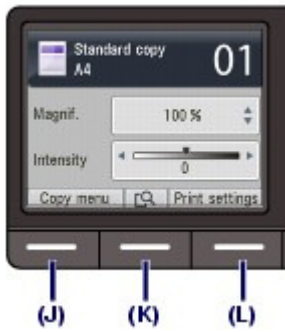 Standard copy 01
A4
Magnif. 100 %
Intensity 0
Copy menu Print settings
(J) (K) (L)